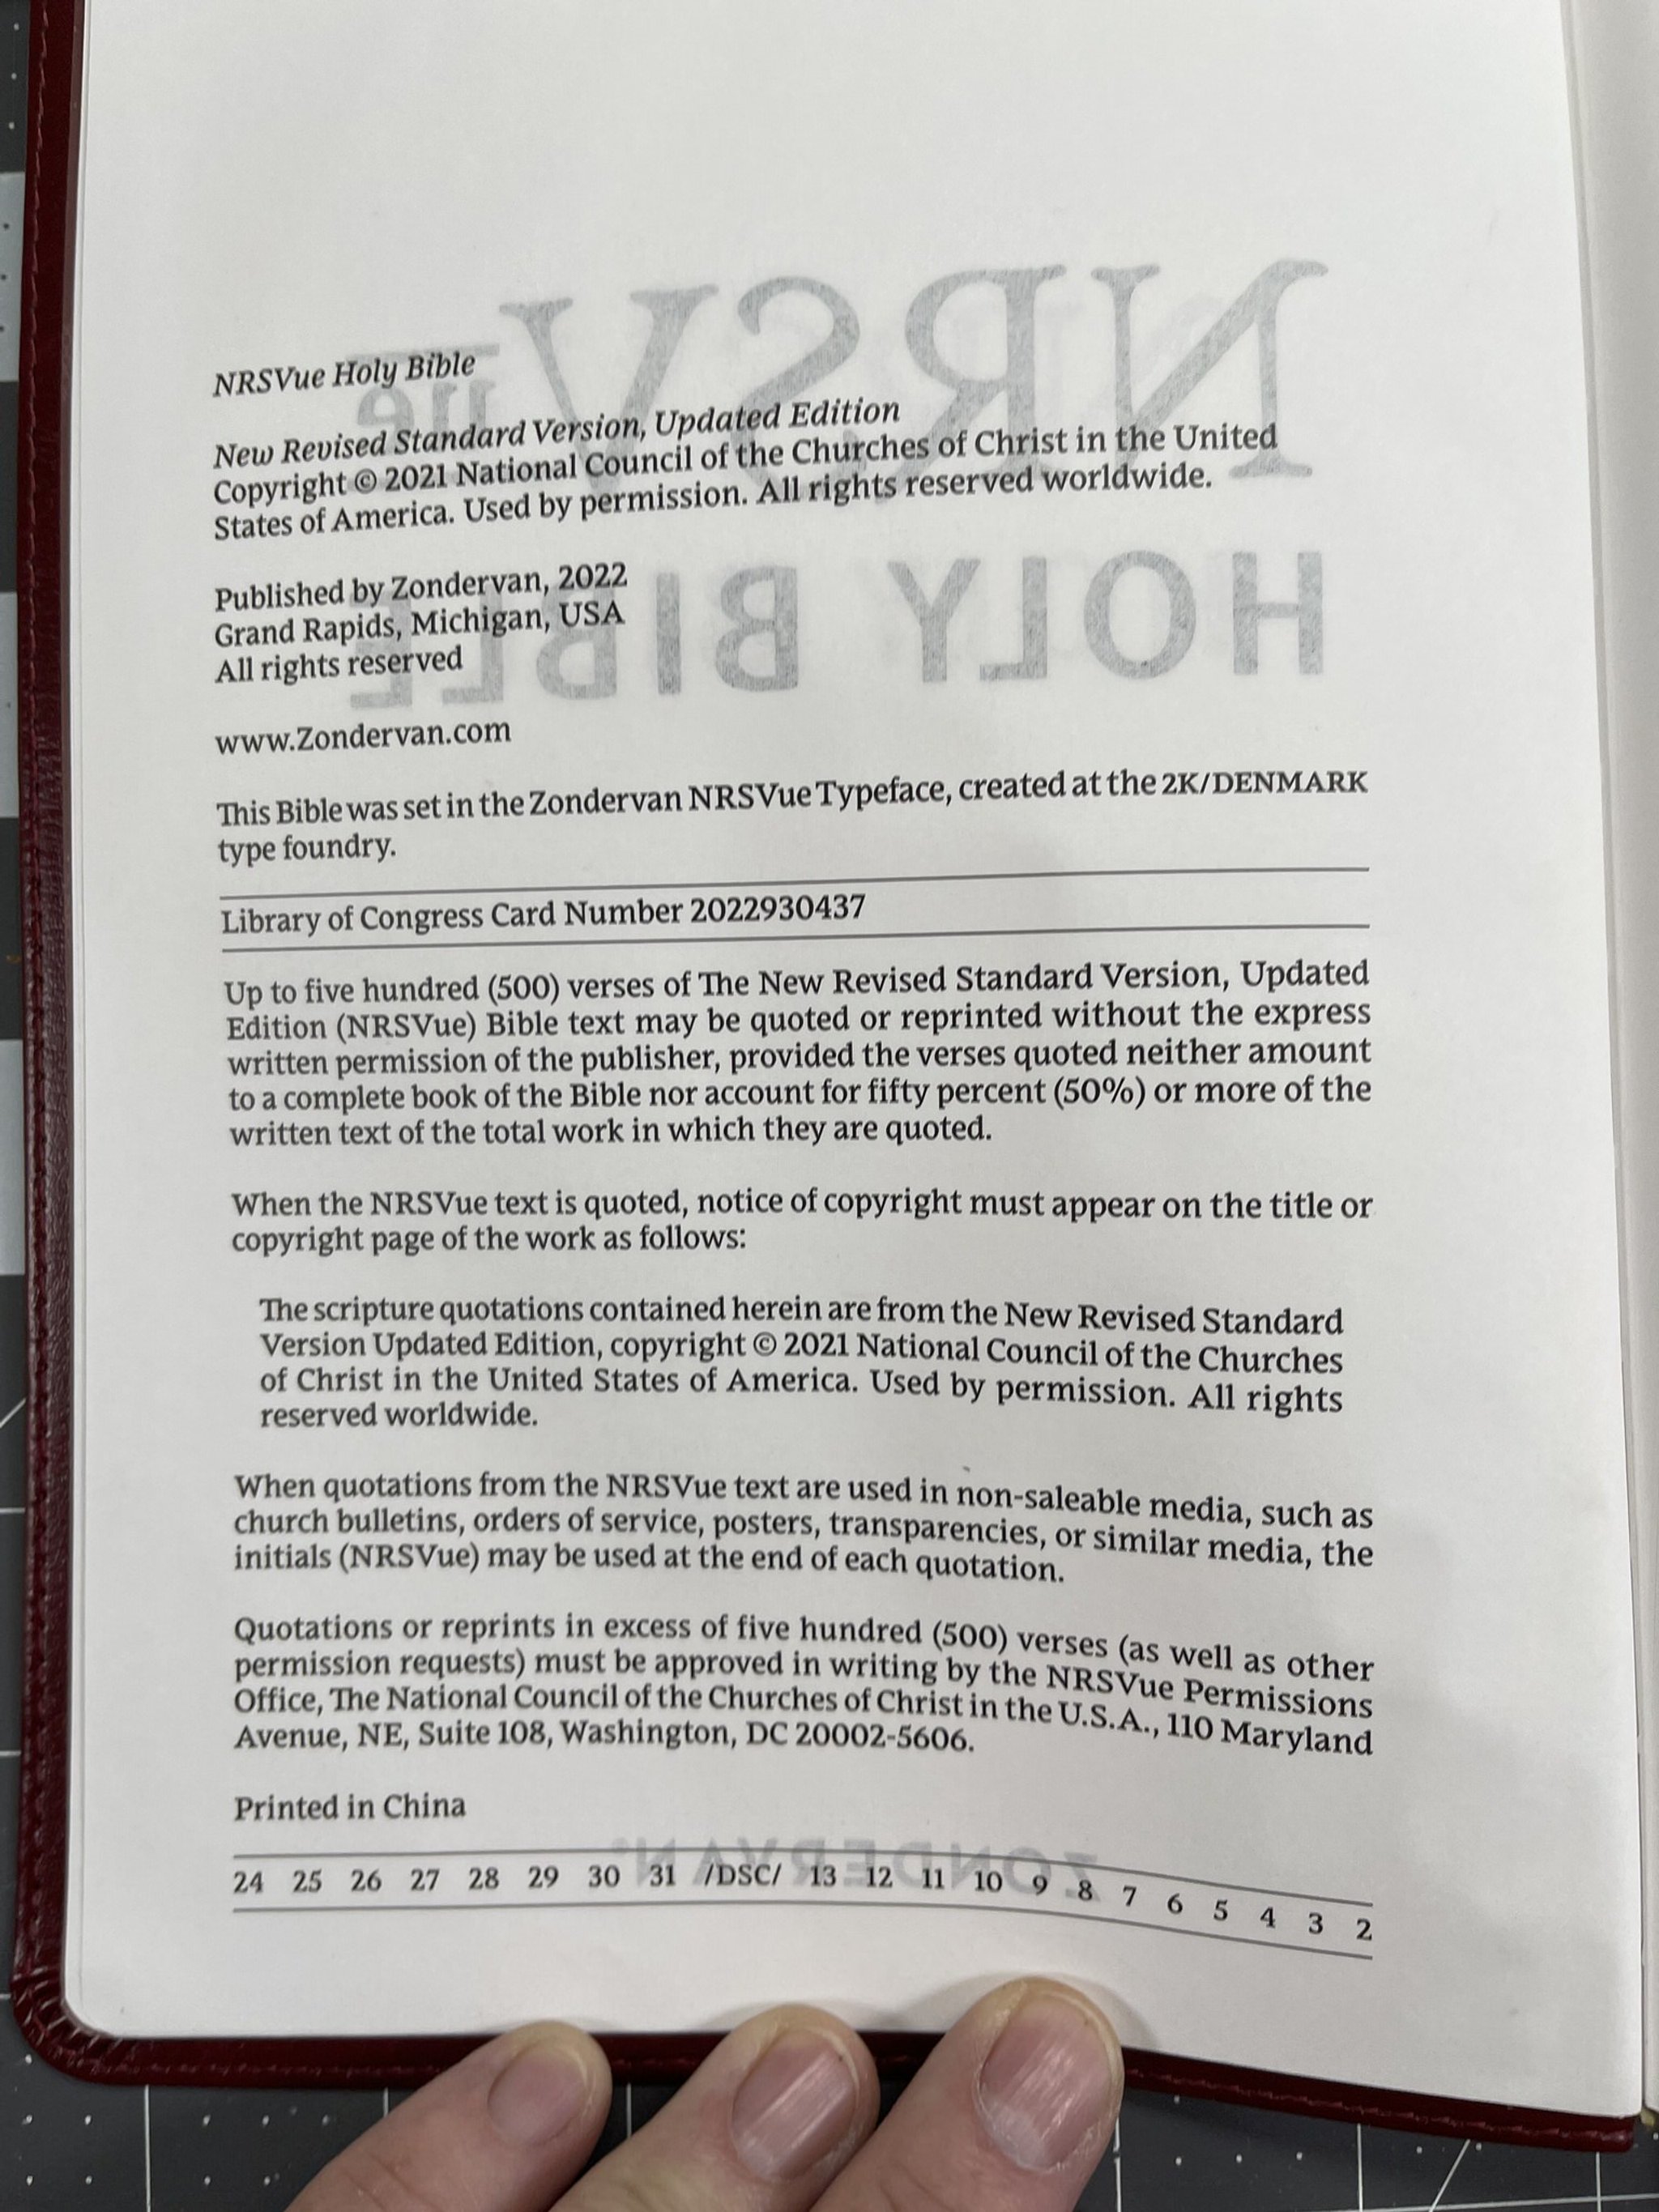 NRSVue Holy Bible
New Revised Standard Version, Updated Edition
Copyright © 2021 National Council of the Churches of Christ in the United
States of America. Used by permission. All rights reserved worldwide.
Published by Zondervan, 2022
Grand Rapids, Michigan, USA
All rights reserved
www.Zondervan.com
This Bible was set in the Zondervan NRSVue Typeface, created at the 2K/DENMARK
type foundry.
Library of Congress Card Number 2022930437
Up to five hundred (500) verses of The New Revised Standard Version, Updated
Edition (NRSVue) Bible text may be quoted or reprinted without the express
written permission of the publisher, provided the verses quoted neither amount
to a complete book of the Bible nor account for fifty percent (50%) or more of the
written text of the total work in which they are quoted.
When the NRSVue text is quoted, notice of copyright must appear on the title or
copyright page of the work as follows:
The scripture quotations contained herein are from the New Revised Standard
Version Updated Edition, copyright © 2021 National Council of the Churches
of Christ in the United States of America. Used by permission. All rights
reserved worldwide.
When quotations from the NRSVue text are used in non-saleable media, such as
church bulletins, orders of service, posters, transparencies, or similar media, the
initials (NRSVue) may be used at the end of each quotation.
Quotations or reprints in excess of five hundred (500) verses (as well as other
permission requests) must be approved in writing by the NRSVue Permissions
Office, The National Council of the Churches of Christ in the U.S.A., 110 Maryland
Avenue, NE, Suite 108, Washington, DC 20002-5606.
Printed in China
24 25 26 27 28 29 30 31 /DSC/ 13 12 11 10 9 8 7 6 5 4 3 2
NRSVue
HOLY BIBLE
ZONDERVAN